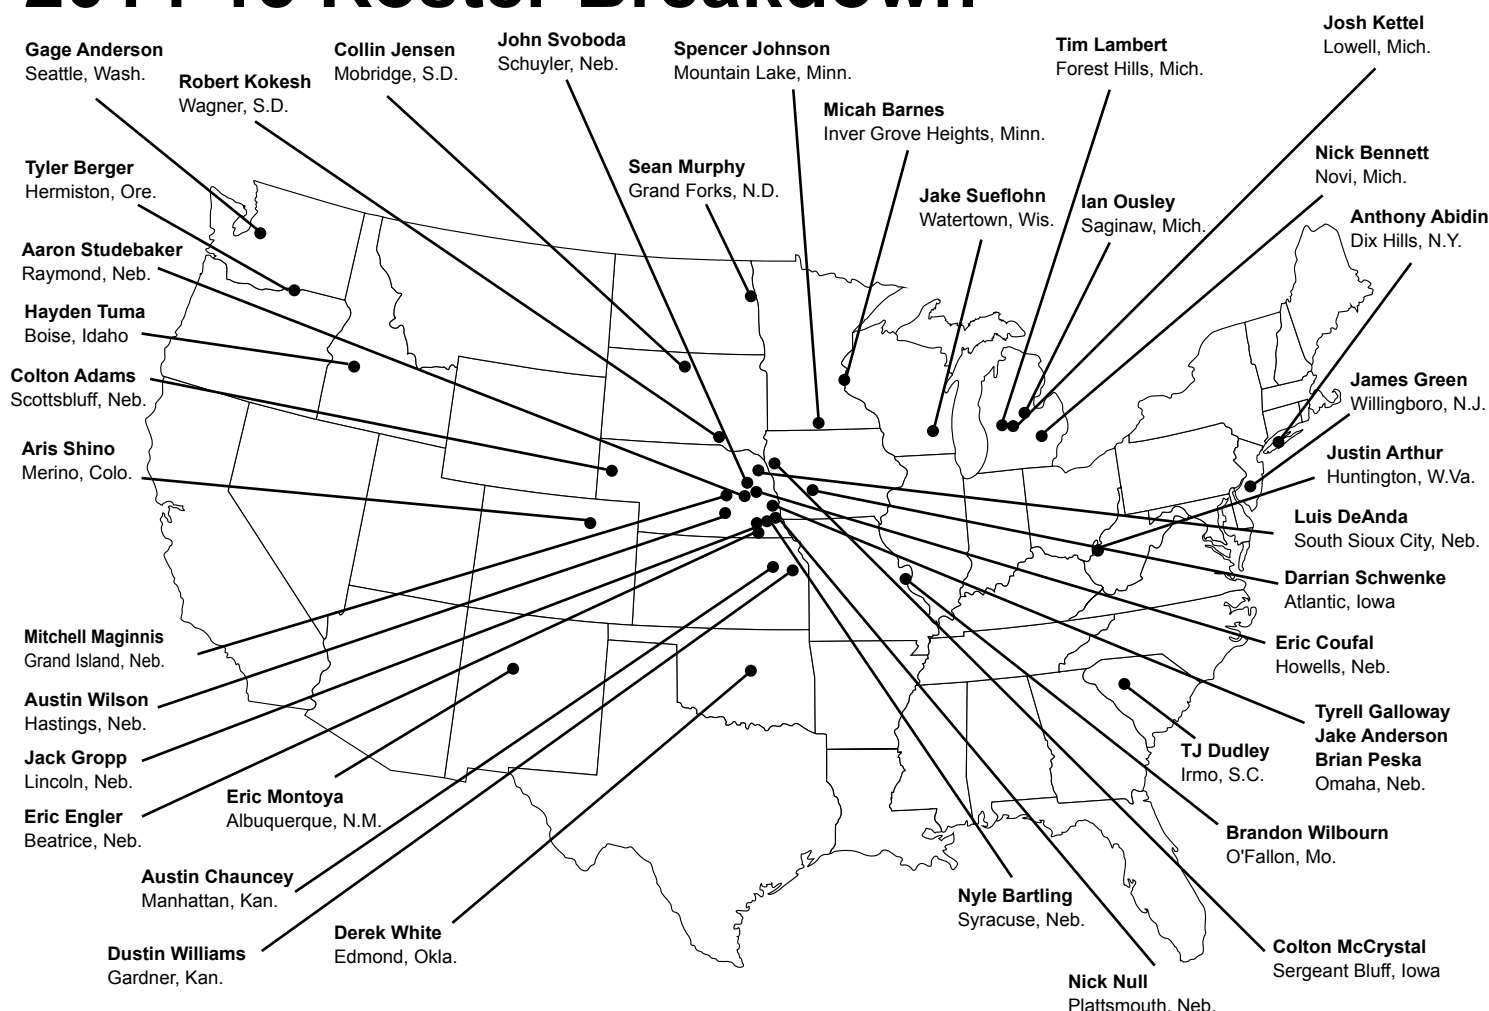 2014-15 Roster Breakdown
Gage Anderson
Seattle, Wash.
Robert Kokesh
Wagner, S.D.
Collin Jensen
Mobridge, S.D.
John Svoboda
Schuyler, Neb.
Spencer Johnson
Mountain Lake, Minn.
Tim Lambert
Forest Hills, Mich.
Josh Kettel
Lowell, Mich.
Micah Barnes
Inver Grove Heights, Minn.
Tyler Berger
Hermiston, Ore.
Sean Murphy
Grand Forks, N.D.
Jake Sueflohn
Watertown, Wis.
Ian Ousley
Saginaw, Mich.
Nick Bennett
Novi, Mich.
Anthony Abidin
Dix Hills, N.Y.
Aaron Studebaker
Raymond, Neb.
Hayden Tuma
Boise, Idaho
Colton Adams
Scottsbluff, Neb.
James Green
Willingboro, N.J.
Aris Shino
Merino, Colo.
Justin Arthur
Huntington, W.Va.
Luis DeAnda
South Sioux City, Neb.
Darrian Schwenke
Atlantic, Iowa
Mitchell Maginnis
Grand Island, Neb.
Eric Coufal
Howells, Neb.
Austin Wilson
Hastings, Neb.
Tyrell Galloway
Jake Anderson
Brian Peska
Omaha, Neb.
Jack Gropp
Lincoln, Neb.
TJ Dudley
Irmo, S.C.
Eric Engler
Beatrice, Neb.
Eric Montoya
Albuquerque, N.M.
Brandon Wilbourn
O'Fallon, Mo.
Austin Chauncey
Manhattan, Kan.
Nyle Bartling
Syracuse, Neb.
Derek White
Edmond, Okla.
Dustin Williams
Gardner, Kan.
Colton McCrystal
Sergeant Bluff, Iowa
Nick Null
Plattsmouth, Neb.